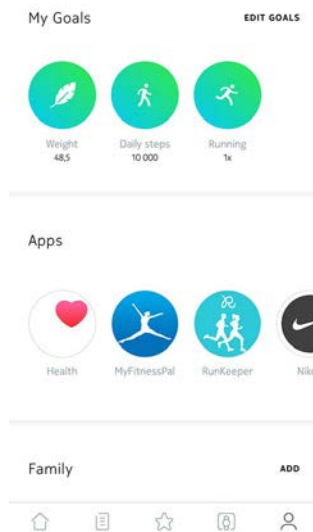 My Goals EDIT GOALS
Weight Daily steps Running
48,5 10 000 1x
Apps
Health MyFitnessPal RunKeeper Nike
Family ADD